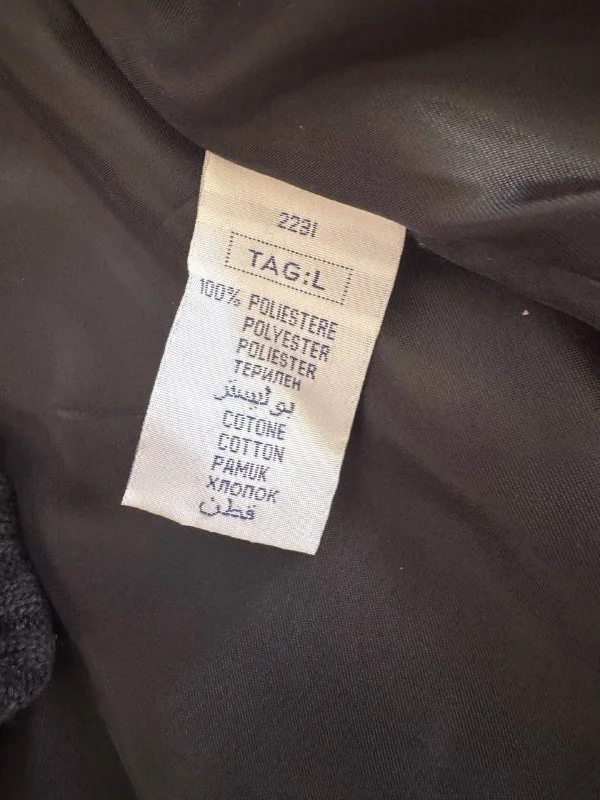 2231
TAG:L
100% POLIESTERE
POLYESTER
POLIESTER
ТЕРИЛЕН
بوليستر
COTONE
COTTON
PAMUK
ХЛОПОК
قطن